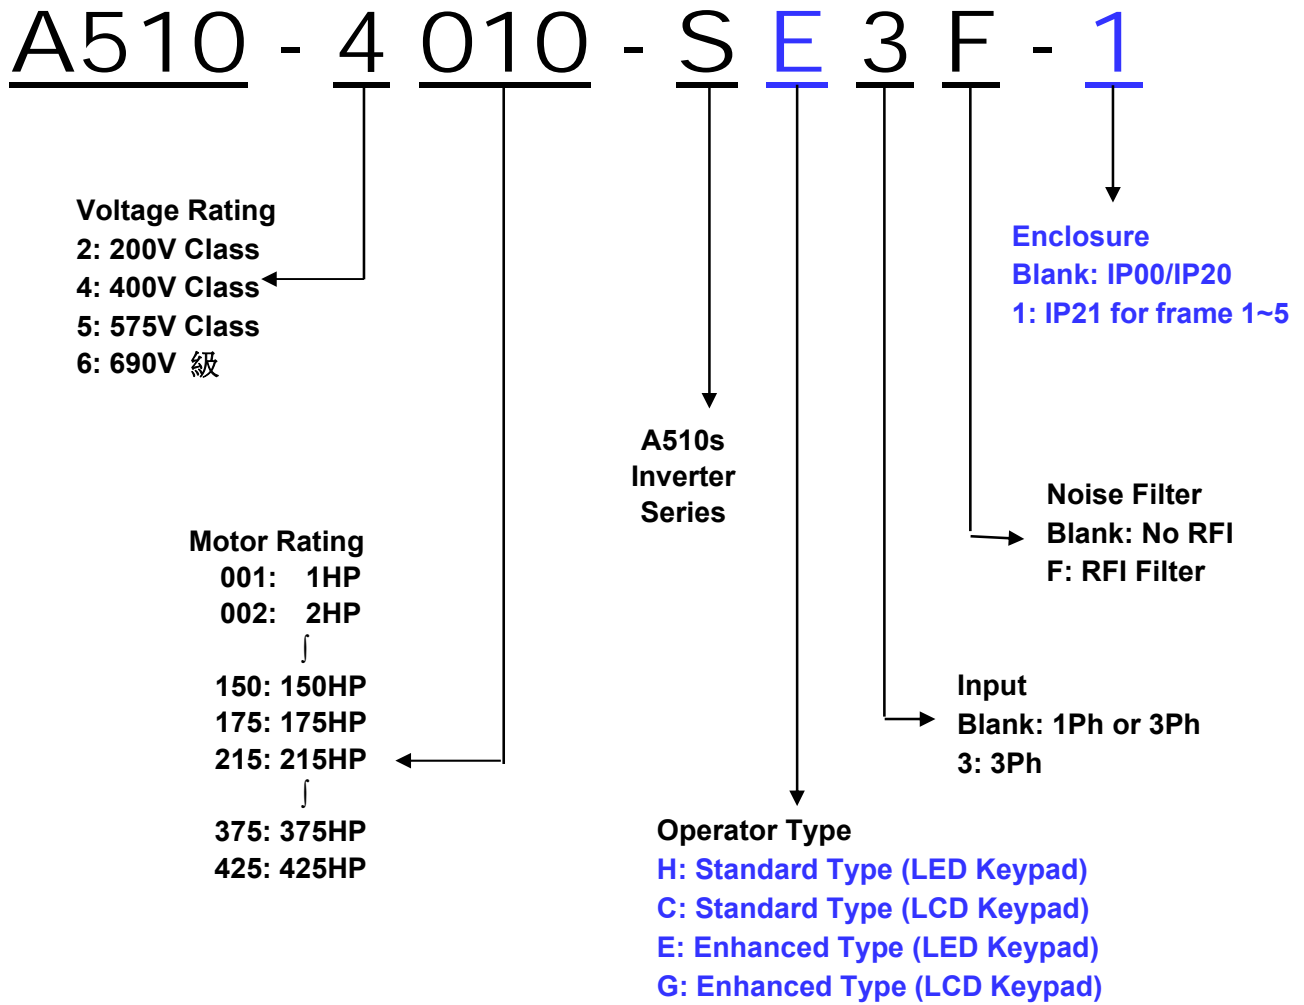 A510 - 4 010 - S E 3 F - 1
Voltage Rating
2: 200V Class
4: 400V Class
5: 575V Class
6: 690V 級
Enclosure
Blank: IP00/IP20
1: IP21 for frame 1~5
A510s
Inverter
Series
Noise Filter
Blank: No RFI
F: RFI Filter
Motor Rating
001: 1HP
002: 2HP
∫
150: 150HP
175: 175HP
215: 215HP
∫
375: 375HP
425: 425HP
Input
Blank: 1Ph or 3Ph
3: 3Ph
Operator Type
H: Standard Type (LED Keypad)
C: Standard Type (LCD Keypad)
E: Enhanced Type (LED Keypad)
G: Enhanced Type (LCD Keypad)